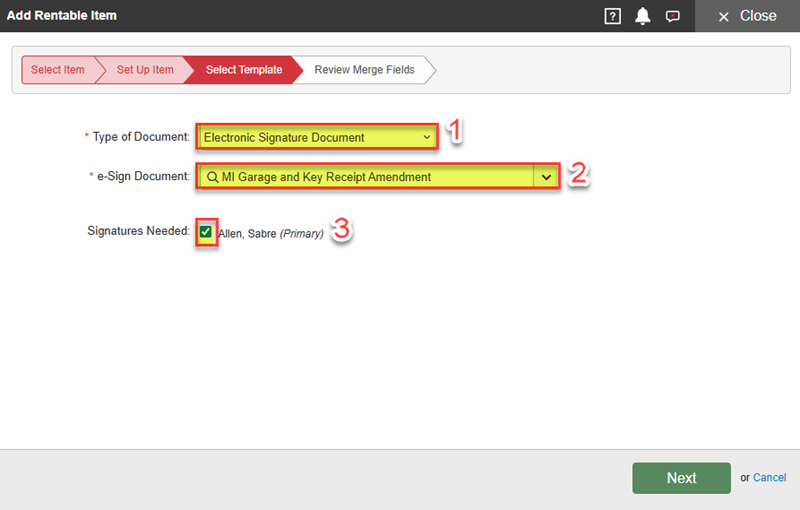 Add Rentable Item
? × Close
Select Item Set Up Item Select Template Review Merge Fields
* Type of Document: Electronic Signature Document 1
* e-Sign Document: MI Garage and Key Receipt Amendment 2
Signatures Needed: Allen, Sabre (Primary) 3
Next or Cancel